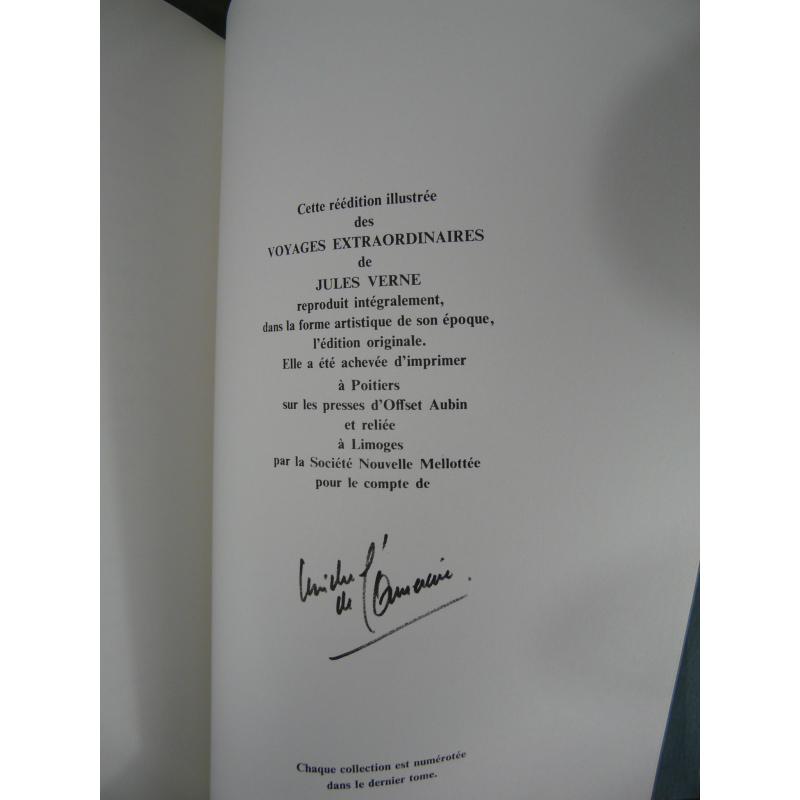 Cette réédition illustrée
des
VOYAGES EXTRAORDINAIRES
de
JULES VERNE
reproduit intégralement,
dans la forme artistique de son époque,
l'édition originale.
Elle a été achevée d'imprimer
à Poitiers
sur les presses d'Offset Aubin
et reliée
à Limoges
par la Société Nouvelle Mellottée
pour le compte de
de
Chaque collection est numérotée
dans le dernier tome.